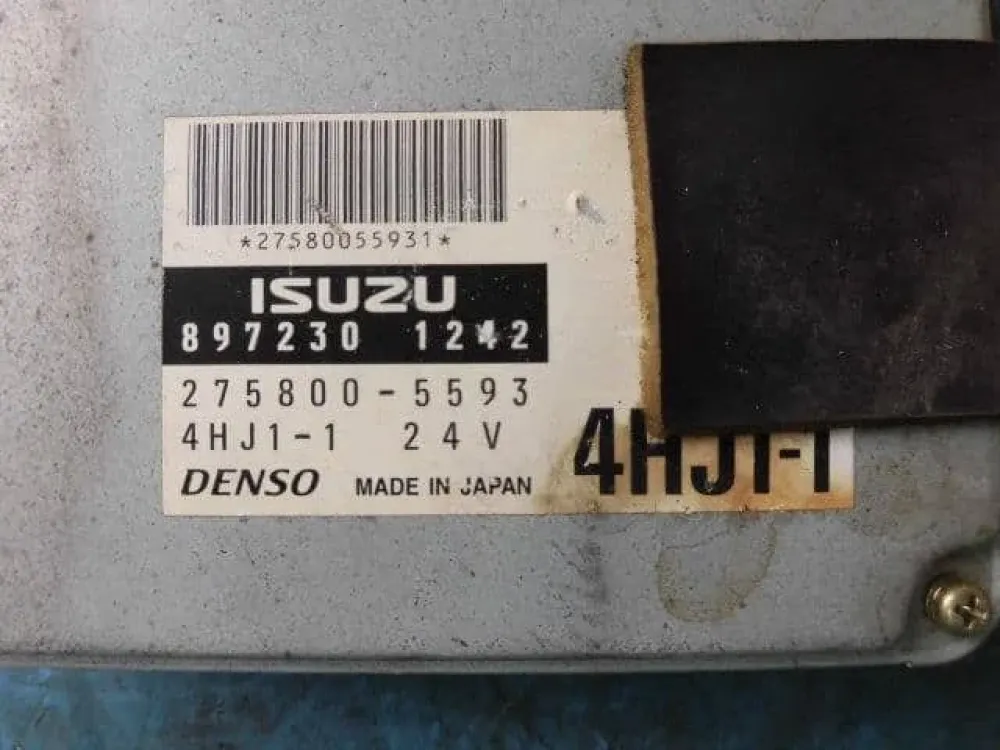 *27580055931*
ISUZU
897230 1242
275800-5593
4HJ1-1 24V
DENSO MADE IN JAPAN
4HJ1-1